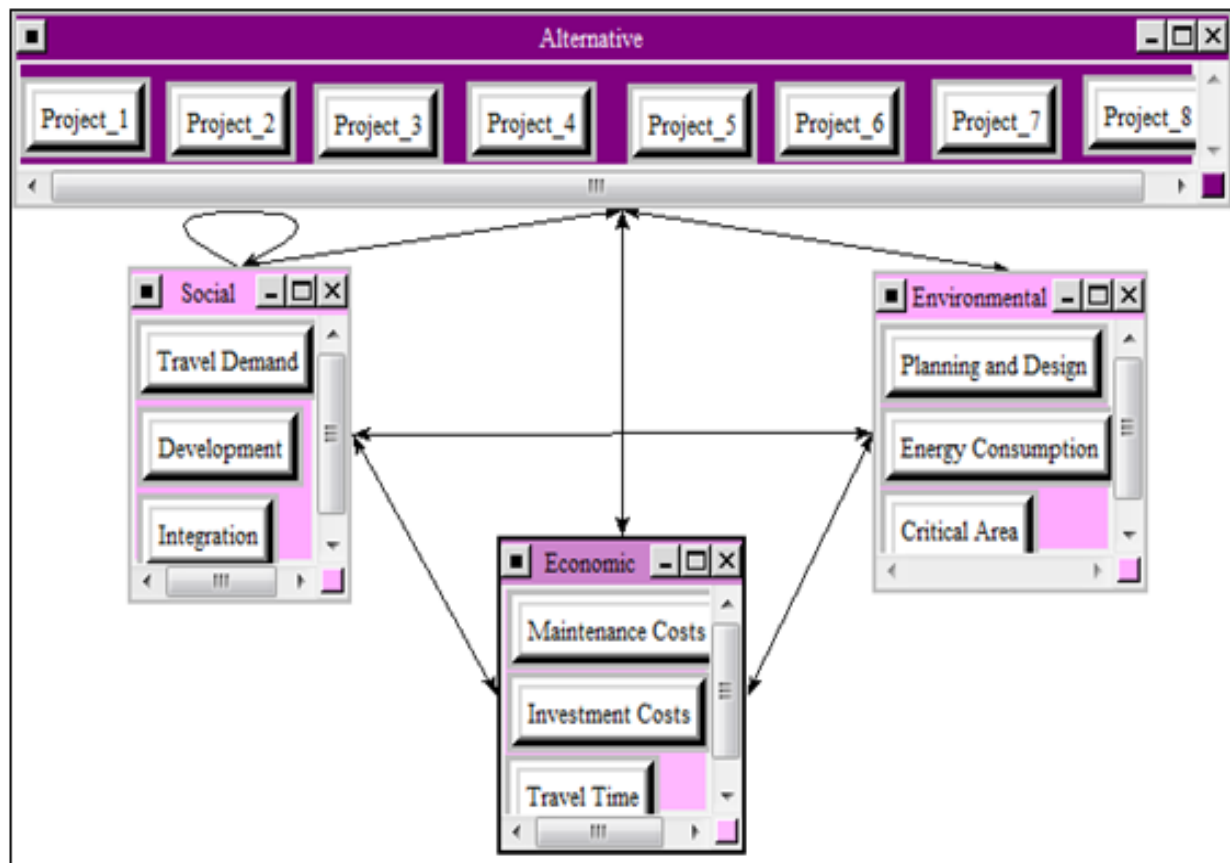 Alternative
Project_1
Project_2
Project_3
Project_4
Project_5
Project_6
Project_7
Project_8
Social
Travel Demand
Development
Integration
Environmental
Planning and Design
Energy Consumption
Critical Area
Economic
Maintenance Costs
Investment Costs
Travel Time